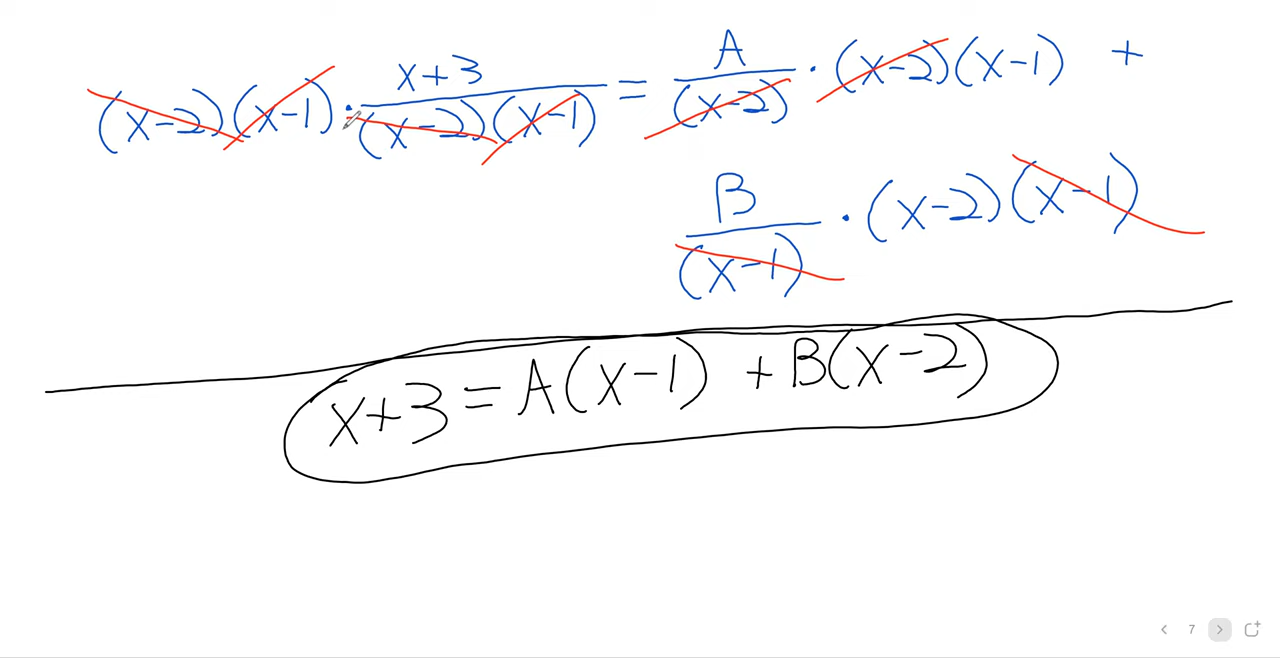 (x-2)(x-1) · x+3/(x-2)(x-1) = A/(x-2) · (x-2)(x-1) +
B/(x-1) · (x-2)(x-1)
x+3 = A(x-1) + B(x-2)
7